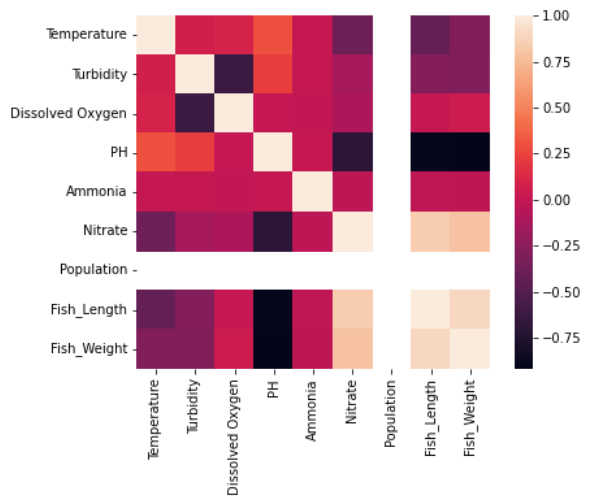 Temperature
Turbidity
Dissolved Oxygen
PH
Ammonia
Nitrate
Population
Fish_Length
Fish_Weight
Temperature
Turbidity
Dissolved Oxygen
PH
Ammonia
Nitrate
Population
Fish_Length
Fish_Weight
1.00
0.75
0.50
0.25
0.00
−0.25
−0.50
−0.75